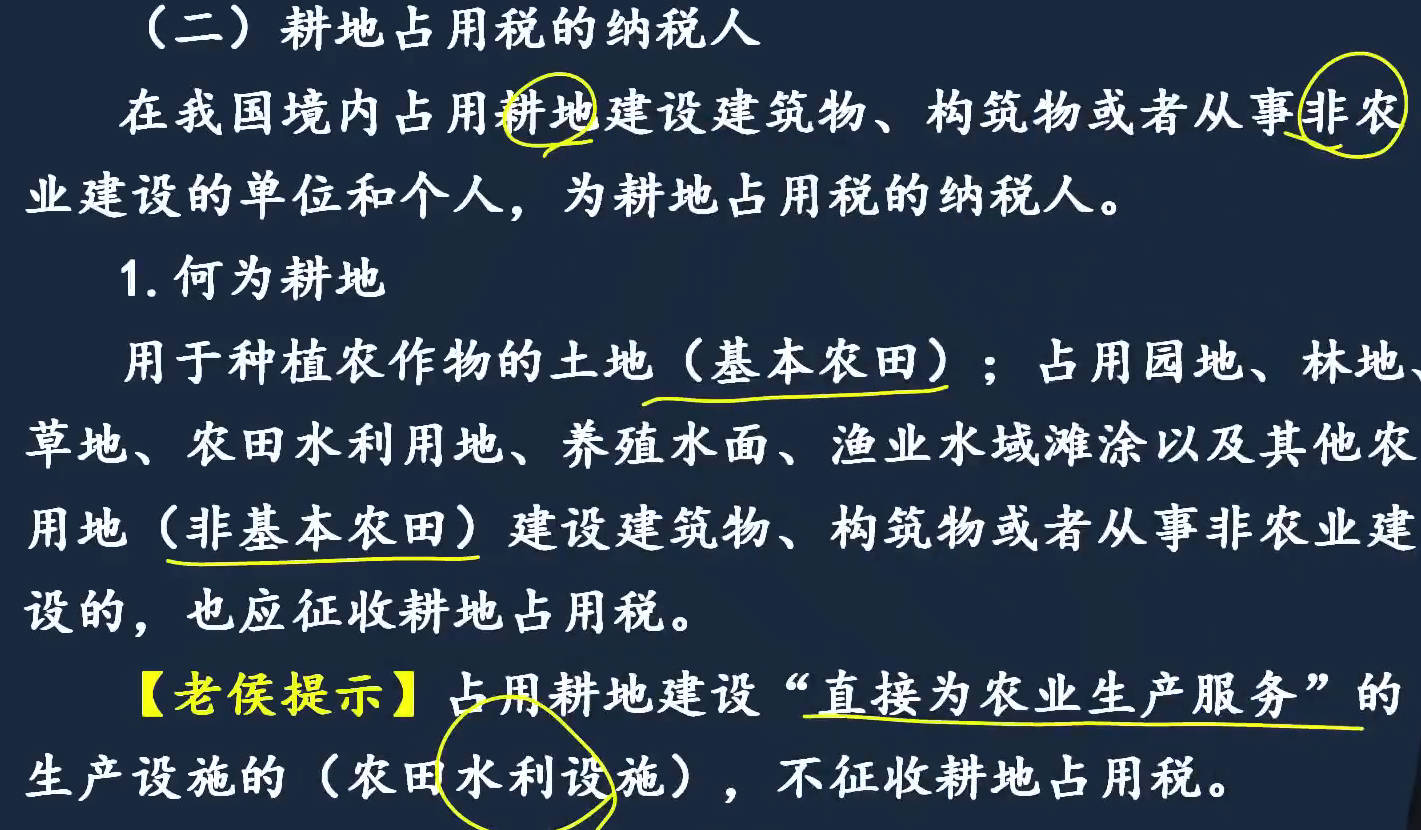 （二）耕地占用税的纳税人
在我国境内占用耕地建设建筑物、构筑物或者从事非农
业建设的单位和个人，为耕地占用税的纳税人。
1.何为耕地
用于种植农作物的土地（基本农田）；占用园地、林地、
草地、农田水利用地、养殖水面、渔业水域滩涂以及其他农
用地（非基本农田）建设建筑物、构筑物或者从事非农业建
设的，也应征收耕地占用税。
【老侯提示】占用耕地建设“直接为农业生产服务”的
生产设施的（农田水利设施），不征收耕地占用税。